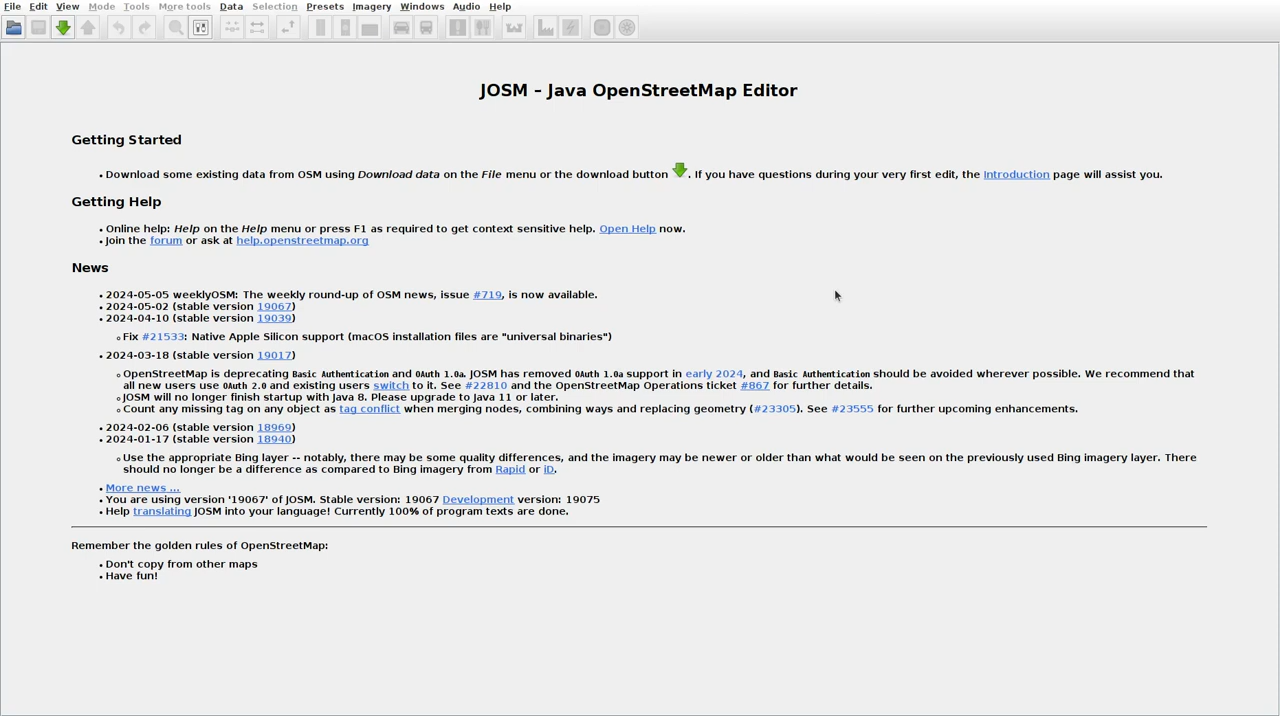 File Edit View Mode Tools More tools Data Selection Presets Imagery Windows Audio Help
JOSM – Java OpenStreetMap Editor
Getting Started
• Download some existing data from OSM using Download data on the File menu or the download button . If you have questions during your very first edit, the Introduction page will assist you.
Getting Help
• Online help: Help on the Help menu or press F1 as required to get context sensitive help. Open Help now.
• Join the forum or ask at help.openstreetmap.org
News
• 2024-05-05 weeklyOSM: The weekly round-up of OSM news, issue #719, is now available.
• 2024-05-02 (stable version 19067)
• 2024-04-10 (stable version 19039)
◦ Fix #21533: Native Apple Silicon support (macOS installation files are "universal binaries")
• 2024-03-18 (stable version 19017)
◦ OpenStreetMap is deprecating Basic Authentication and OAuth 1.0a. JOSM has removed OAuth 1.0a support in early 2024, and Basic Authentication should be avoided wherever possible. We recommend that
all new users use OAuth 2.0 and existing users switch to it. See #22810 and the OpenStreetMap Operations ticket #867 for further details.
◦ JOSM will no longer finish startup with Java 8. Please upgrade to Java 11 or later.
◦ Count any missing tag on any object as tag conflict when merging nodes, combining ways and replacing geometry (#23305). See #23555 for further upcoming enhancements.
• 2024-02-06 (stable version 18969)
• 2024-01-17 (stable version 18940)
◦ Use the appropriate Bing layer -- notably, there may be some quality differences, and the imagery may be newer or older than what would be seen on the previously used Bing imagery layer. There
should no longer be a difference as compared to Bing imagery from Rapid or iD.
• More news ...
• You are using version '19067' of JOSM. Stable version: 19067 Development version: 19075
• Help translating JOSM into your language! Currently 100% of program texts are done.
Remember the golden rules of OpenStreetMap:
• Don't copy from other maps
• Have fun!